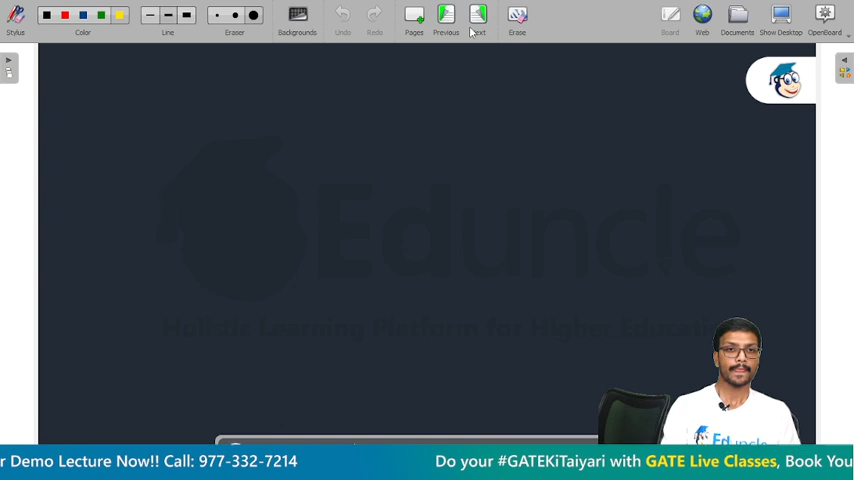 Stylus Color Line Eraser Backgrounds Undo Redo Pages Previous Erase Board Web Documents Show Desktop OpenBoard
Eduncle
Holistic Learning Platform for Higher Education
Eduncle
r Demo Lecture Now!! Call: 977-332-7214 Do your #GATEKiTaiyari with GATE Live Classes, Book You